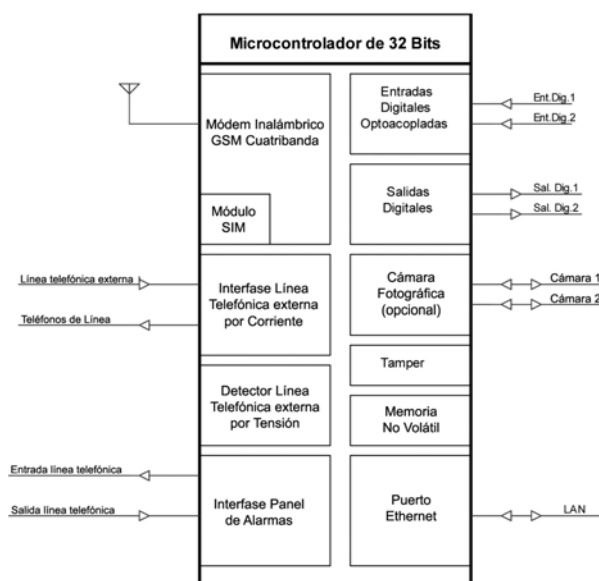 Microcontrolador de 32 Bits
Módem Inalámbrico
GSM Cuatribanda
Módulo
SIM
Interfase Línea
Telefónica externa
por Corriente
Detector Línea
Telefónica externa
por Tensión
Interfase Panel
de Alarmas
Entradas
Digitales
Optoacopladas
Salidas
Digitales
Cámara
Fotográfica
(opcional)
Tamper
Memoria
No Volátil
Puerto
Ethernet
Línea telefónica externa
Teléfonos de Línea
Entrada línea telefónica
Salida línea telefónica
Ent.Dig.1
Ent.Dig.2
Sal. Dig.1
Sal. Dig.2
Cámara 1
Cámara 2
LAN